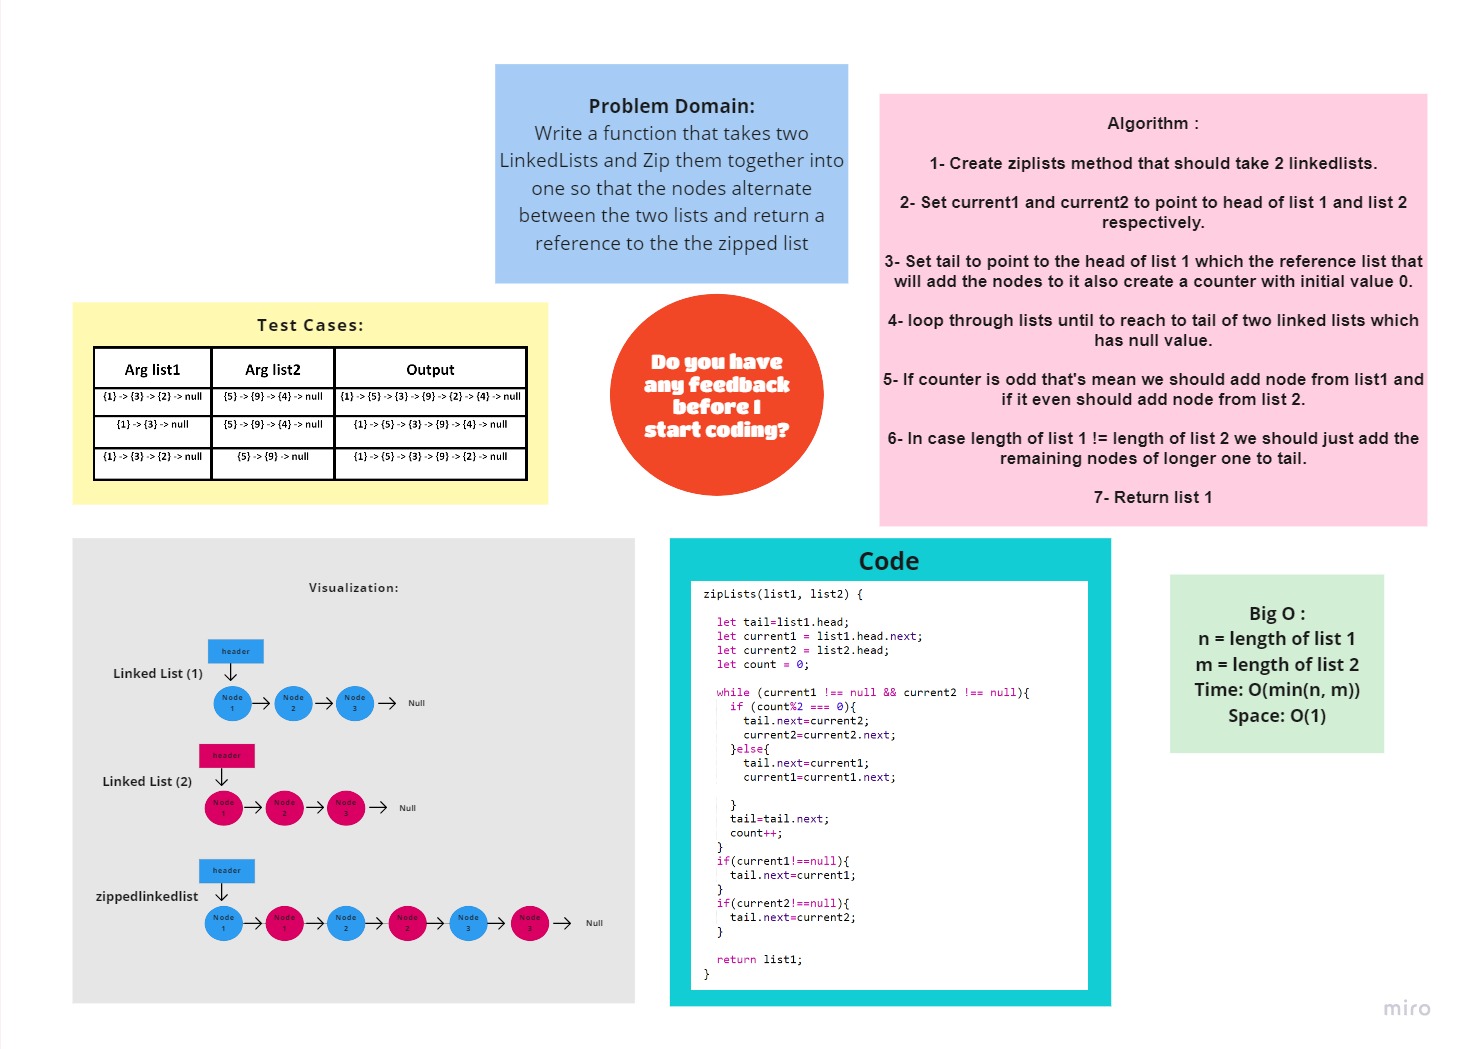 Problem Domain:
Write a function that takes two
LinkedLists and Zip them together into
one so that the nodes alternate
between the two lists and return a
reference to the the zipped list
Algorithm :
1- Create ziplists method that should take 2 linkedlists.
2- Set current1 and current2 to point to head of list 1 and list 2
respectively.
3- Set tail to point to the head of list 1 which the reference list that
will add the nodes to it also create a counter with initial value 0.
4- loop through lists until to reach to tail of two linked lists which
has null value.
5- If counter is odd that's mean we should add node from list1 and
if it even should add node from list 2.
6- In case length of list 1 != length of list 2 we should just add the
remaining nodes of longer one to tail.
7- Return list 1
Test Cases:
Arg list1 Arg list2 Output
{1} -> {3} -> {2} -> null {5} -> {9} -> {4} -> null {1} -> {5} -> {3} -> {9} -> {2} -> {4} -> null
{1} -> {3} -> null {5} -> {9} -> {4} -> null {1} -> {5} -> {3} -> {9} -> {4} -> null
{1} -> {3} -> {2} -> null {5} -> {9} -> null {1} -> {5} -> {3} -> {9} -> {2} -> null
Do you have
any feedback
before I
start coding?
Visualization:
header
Linked List (1)
Node 1 Node 2 Node 3 Null
header
Linked List (2)
Node 1 Node 2 Node 3 Null
header
zippedlinkedlist
Node 1 Node 1 Node 2 Node 2 Node 3 Node 3 Null
Code
zipLists(list1, list2) {
let tail=list1.head;
let current1 = list1.head.next;
let current2 = list2.head;
let count = 0;
while (current1 !== null && current2 !== null){
if (count%2 === 0){
tail.next=current2;
current2=current2.next;
}else{
tail.next=current1;
current1=current1.next;
}
tail=tail.next;
count++;
}
if(current1!==null){
tail.next=current1;
}
if(current2!==null){
tail.next=current2;
}
return list1;
}
Big O :
n = length of list 1
m = length of list 2
Time: O(min(n, m))
Space: O(1)
miro